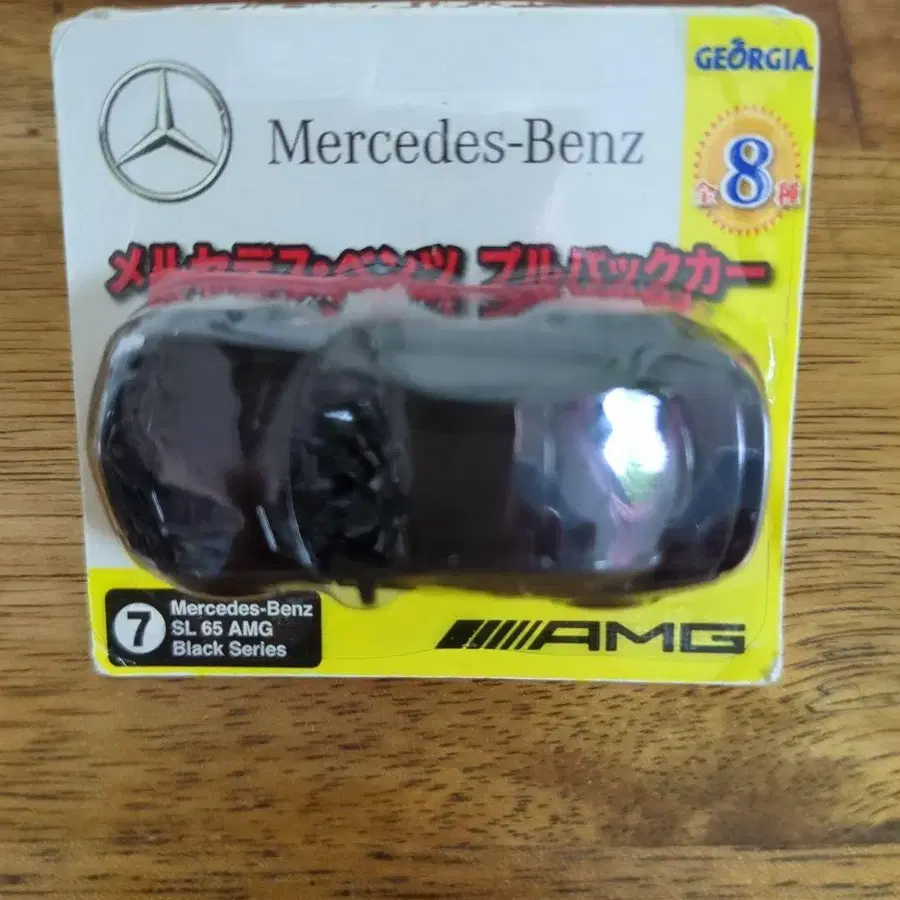 Mercedes-Benz
GEORGIA
全8種
メルセデス・ベンツ プルバックカー
7
Mercedes-Benz
SL 65 AMG
Black Series
AMG